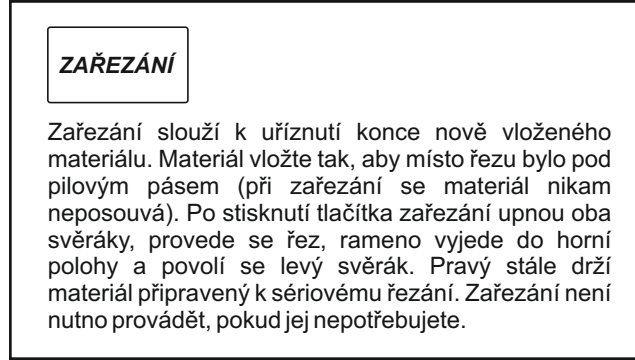 ZAŘEZÁNÍ
Zařezání slouží k uříznutí konce nově vloženého
materiálu. Materiál vložte tak, aby místo řezu bylo pod
pilovým pásem (při zařezání se materiál nikam
neposouvá). Po stisknutí tlačítka zařezání upnou oba
svěráky, provede se řez, rameno vyjede do horní
polohy a povolí se levý svěrák. Pravý stále drží
materiál připravený k sériovému řezání. Zařezání není
nutno provádět, pokud jej nepotřebujete.